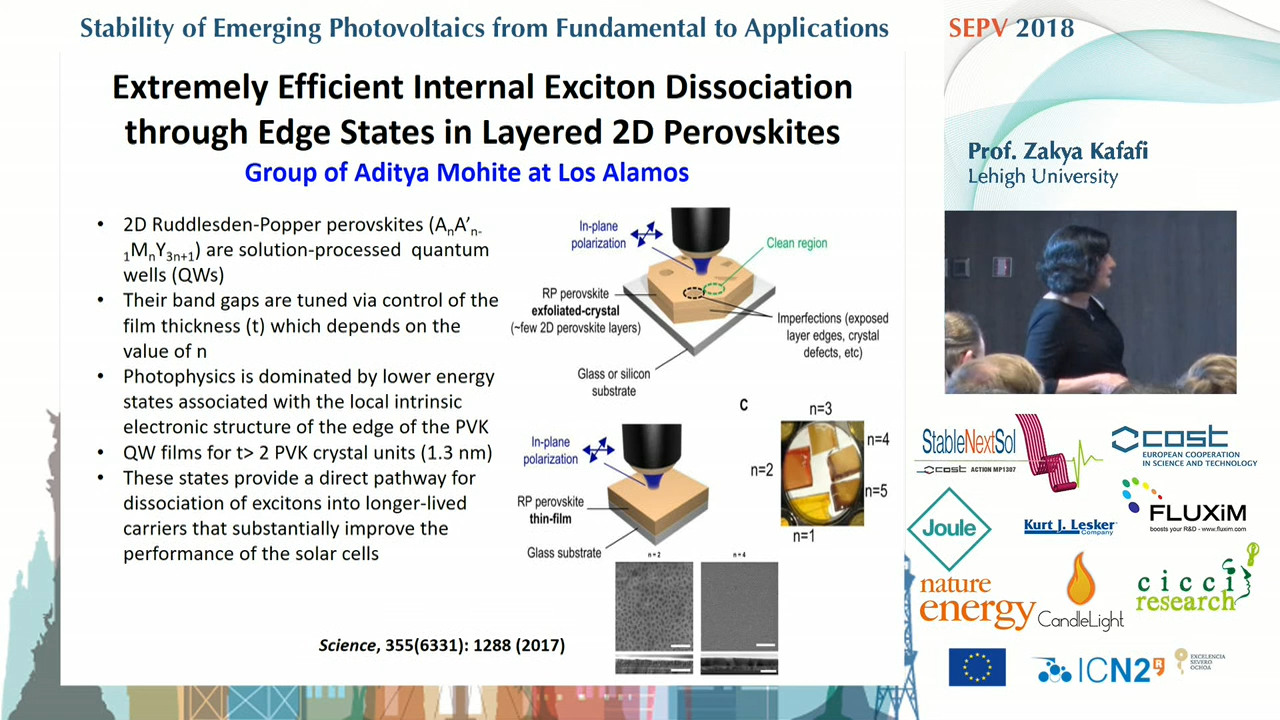 Stability of Emerging Photovoltaics from Fundamental to Applications
SEPV 2018
Extremely Efficient Internal Exciton Dissociation
through Edge States in Layered 2D Perovskites
Group of Aditya Mohite at Los Alamos
• 2D Ruddlesden-Popper perovskites (AnA’n-
1MnY3n+1) are solution-processed quantum
wells (QWs)
• Their band gaps are tuned via control of the
film thickness (t) which depends on the
value of n
• Photophysics is dominated by lower energy
states associated with the local intrinsic
electronic structure of the edge of the PVK
• QW films for t> 2 PVK crystal units (1.3 nm)
• These states provide a direct pathway for
dissociation of excitons into longer-lived
carriers that substantially improve the
performance of the solar cells
Science, 355(6331): 1288 (2017)
In-plane
polarization
Clean region
RP perovskite
exfoliated-crystal
(~few 2D perovskite layers)
Imperfections (exposed
layer edges, crystal
defects, etc)
Glass or silicon
substrate
C
n=3
n=4
n=2
n=5
n=1
In-plane
polarization
RP perovskite
thin-film
Glass substrate
n = 2
n = 4
Prof. Zakya Kafafi
Lehigh University
StableNextSol
cost ACTION MP1307
cost
EUROPEAN COOPERATION
IN SCIENCE AND TECHNOLOGY
Joule
Kurt J. Lesker
Company
FLUXiM
boosts your R&D - www.fluxim.com
nature
energy
CandleLight
cicci
research
ICN2
EXCELENCIA
SEVERO
OCHOA